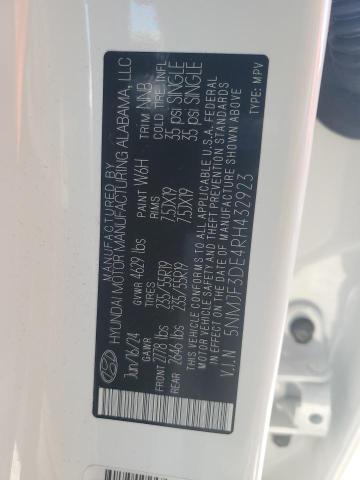 MANUFACTURED BY
HYUNDAI MOTOR MANUFACTURING ALABAMA, LLC
Jun/16/24 GVWR 4629 lbs PAINT W6H TRIM NNB
GAWR TIRES RIMS COLD TIRE INFL
FRONT 2778 lbs 235/55R19 7.5JX19 35 psi SINGLE
REAR 2646 lbs 235/55R19 7.5JX19 35 psi SINGLE
THIS VEHICLE CONFORMS TO ALL APPLICABLE U.S.A. FEDERAL
MOTOR VEHICLE SAFETY, BUMPER, AND THEFT PREVENTION
STANDARDS IN EFFECT ON THE DATE OF MANUFACTURE SHOWN ABOVE
V.I.N : 5NMJF3DE4RH432923 TYPE: MPV